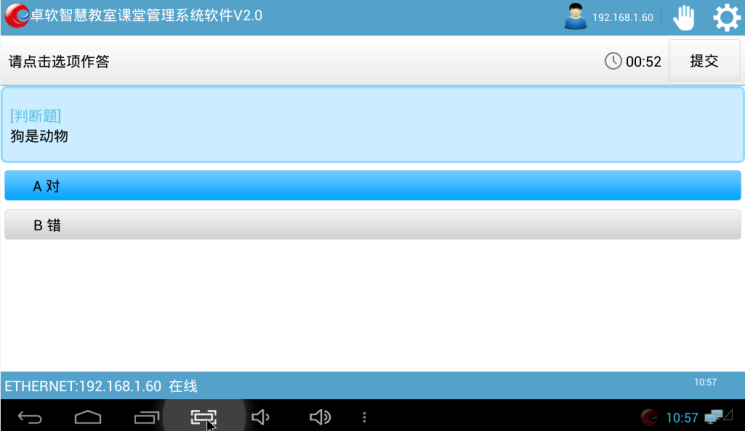 卓软智慧教室课堂管理系统软件V2.0
192.168.1.60
请点击选项作答
00:52
提交
[判断题]
狗是动物
A 对
B 错
ETHERNET:192.168.1.60 在线
10:57
10:57